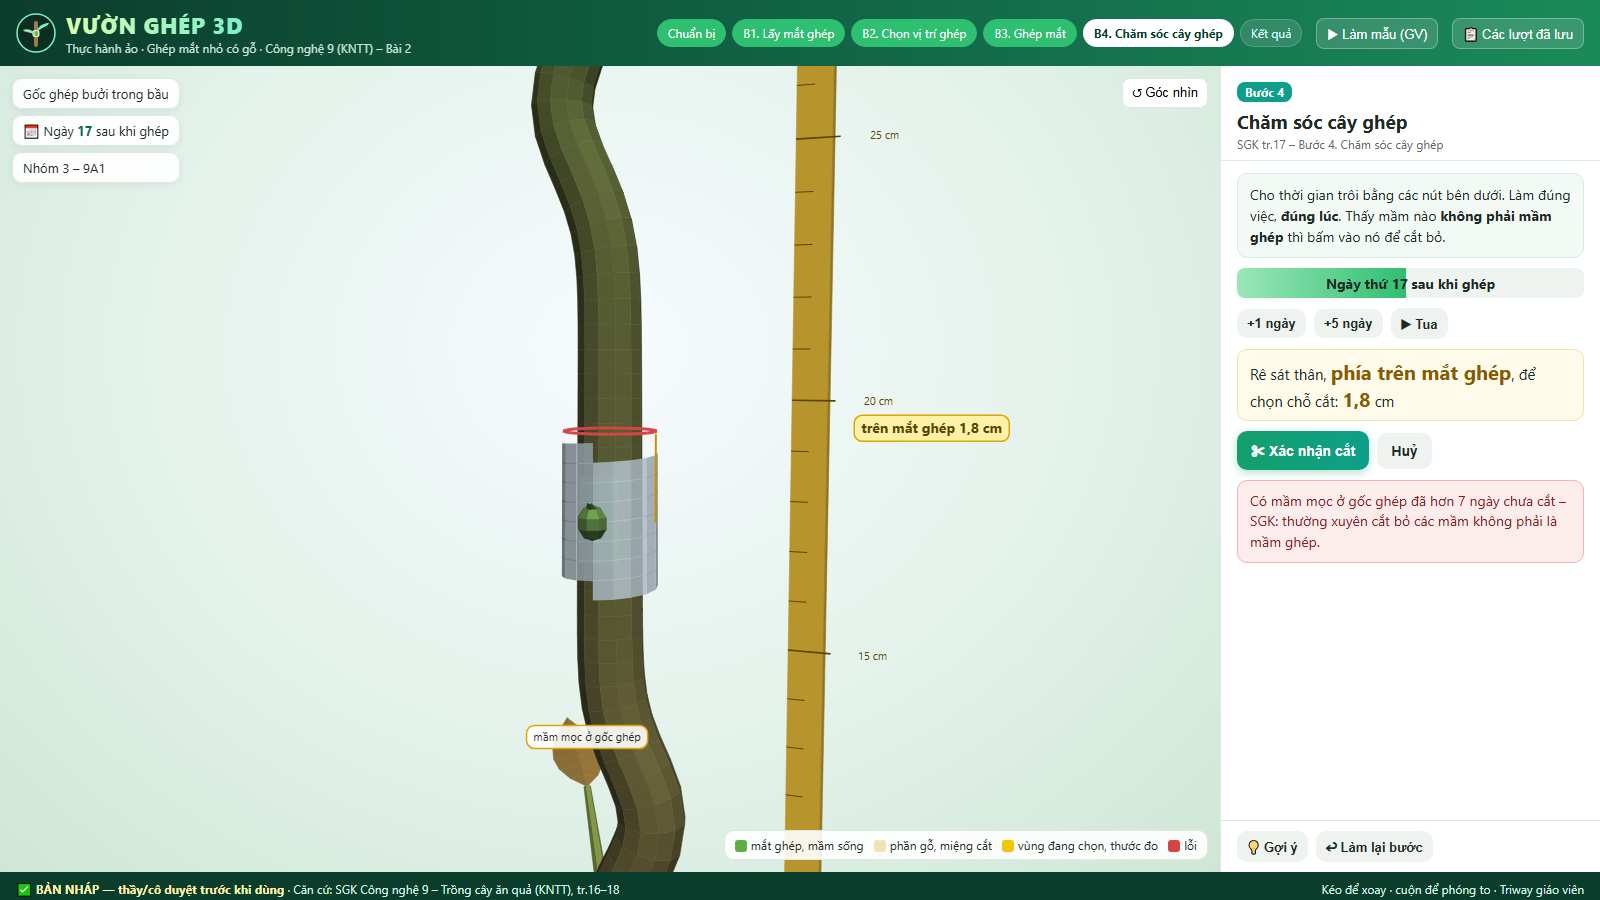 VƯỜN GHÉP 3D
Thực hành ảo · Ghép mắt nhỏ có gỗ · Công nghệ 9 (KNTT) – Bài 2
Chuẩn bị
B1. Lấy mắt ghép
B2. Chọn vị trí ghép
B3. Ghép mắt
B4. Chăm sóc cây ghép
Kết quả
▶ Làm mẫu (GV)
📋 Các lượt đã lưu
Gốc ghép bưởi trong bầu
📅 Ngày 17 sau khi ghép
Nhóm 3 – 9A1
↺ Góc nhìn
25 cm
20 cm
trên mắt ghép 1,8 cm
15 cm
mầm mọc ở gốc ghép
mắt ghép, mầm sống
phần gỗ, miệng cắt
vùng đang chọn, thước đo
lỗi
Bước 4
Chăm sóc cây ghép
SGK tr.17 – Bước 4. Chăm sóc cây ghép
Cho thời gian trôi bằng các nút bên dưới. Làm đúng
việc, đúng lúc. Thấy mầm nào không phải mầm
ghép thì bấm vào nó để cắt bỏ.
Ngày thứ 17 sau khi ghép
+1 ngày
+5 ngày
▶ Tua
Rê sát thân, phía trên mắt ghép, để
chọn chỗ cắt: 1,8 cm
✂ Xác nhận cắt
Huỷ
Có mầm mọc ở gốc ghép đã hơn 7 ngày chưa cắt –
SGK: thường xuyên cắt bỏ các mầm không phải là
mầm ghép.
💡 Gợi ý
↩ Làm lại bước
✅ BẢN NHÁP — thầy/cô duyệt trước khi dùng · Căn cứ: SGK Công nghệ 9 – Trồng cây ăn quả (KNTT), tr.16–18
Kéo để xoay · cuộn để phóng to · Triway giáo viên